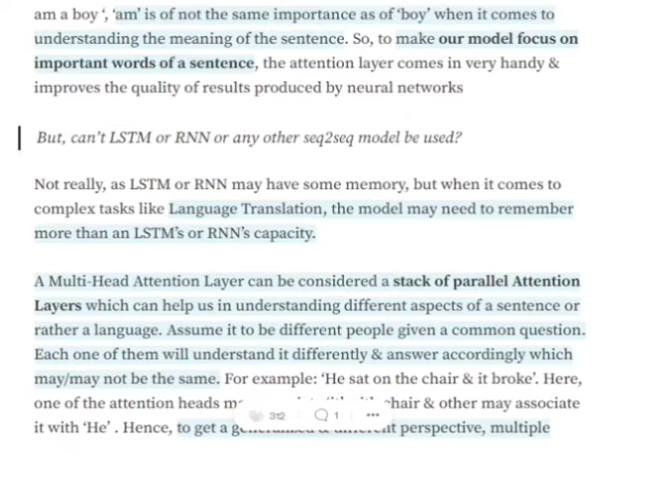 am a boy ‘, ‘am’ is of not the same importance as of ‘boy’ when it comes to
understanding the meaning of the sentence. So, to make our model focus on
important words of a sentence, the attention layer comes in very handy &
improves the quality of results produced by neural networks
But, can’t LSTM or RNN or any other seq2seq model be used?
Not really, as LSTM or RNN may have some memory, but when it comes to
complex tasks like Language Translation, the model may need to remember
more than an LSTM’s or RNN’s capacity.
A Multi-Head Attention Layer can be considered a stack of parallel Attention
Layers which can help us in understanding different aspects of a sentence or
rather a language. Assume it to be different people given a common question.
Each one of them will understand it differently & answer accordingly which
may/may not be the same. For example: ‘He sat on the chair & it broke’. Here,
one of the attention heads chair & other may associate
312 1 •••
it with ‘He’ . Hence, to get a perspective, multiple